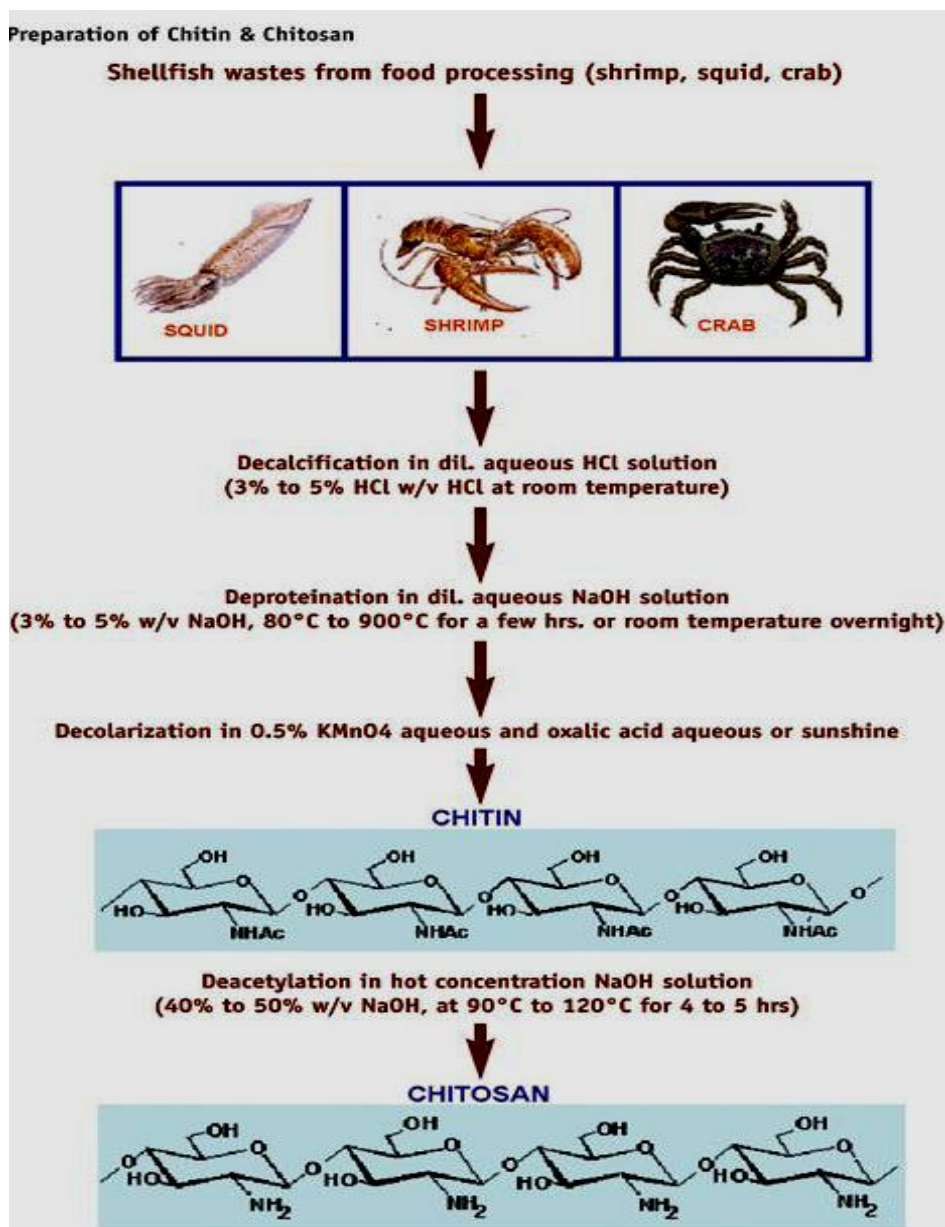 Preparation of Chitin & Chitosan
Shellfish wastes from food processing (shrimp, squid, crab)
SQUID
SHRIMP
CRAB
Decalcification in dil. aqueous HCl solution
(3% to 5% HCl w/v HCl at room temperature)
Deproteination in dil. aqueous NaOH solution
(3% to 5% w/v NaOH, 80°C to 900°C for a few hrs. or room temperature overnight)
Decolarization in 0.5% KMnO4 aqueous and oxalic acid aqueous or sunshine
CHITIN
OH OH OH OH
O O O O
O O O O
HO HO HO HO
NHAc NHAc NHAc NHAc
Deacetylation in hot concentration NaOH solution
(40% to 50% w/v NaOH, at 90°C to 120°C for 4 to 5 hrs)
CHITOSAN
OH OH OH OH
O O O O
O O O O
HO HO HO HO
NH2 NH2 NH2 NH2